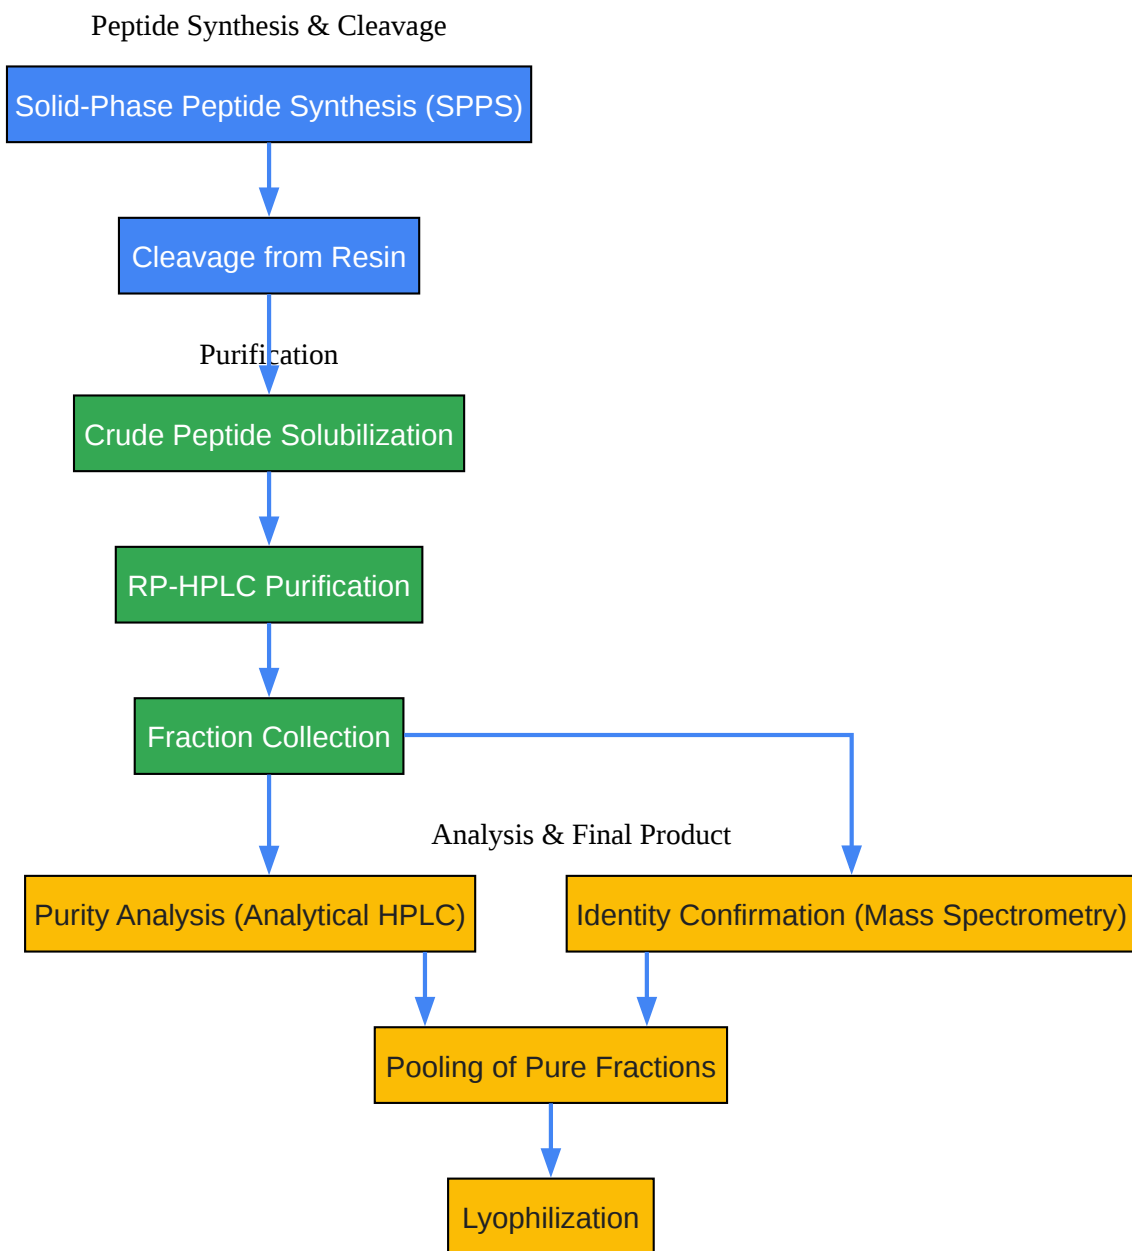 Peptide Synthesis & Cleavage
Solid-Phase Peptide Synthesis (SPPS)
Cleavage from Resin
Purification
Crude Peptide Solubilization
RP-HPLC Purification
Fraction Collection
Analysis & Final Product
Purity Analysis (Analytical HPLC)
Identity Confirmation (Mass Spectrometry)
Pooling of Pure Fractions
Lyophilization